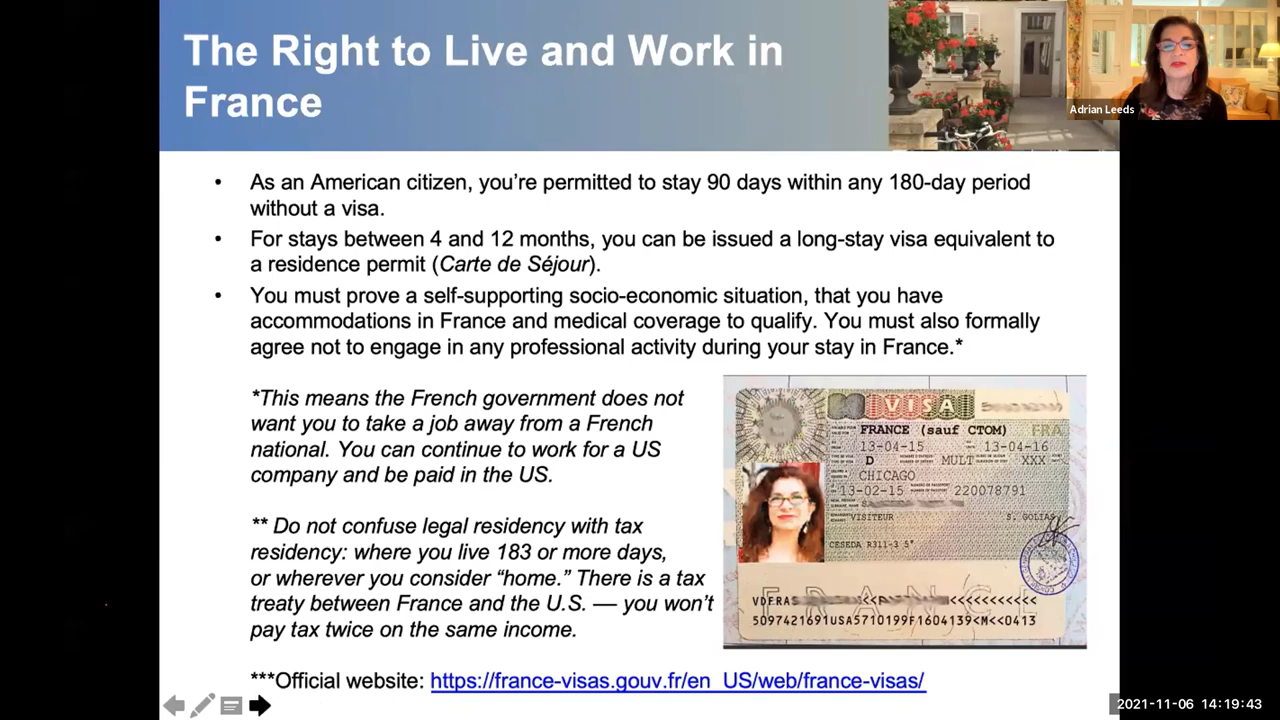 The Right to Live and Work in
France
Adrian Leeds
• As an American citizen, you’re permitted to stay 90 days within any 180-day period
without a visa.
• For stays between 4 and 12 months, you can be issued a long-stay visa equivalent to
a residence permit (Carte de Séjour).
• You must prove a self-supporting socio-economic situation, that you have
accommodations in France and medical coverage to qualify. You must also formally
agree not to engage in any professional activity during your stay in France.*
*This means the French government does not
want you to take a job away from a French
national. You can continue to work for a US
company and be paid in the US.
** Do not confuse legal residency with tax
residency: where you live 183 or more days,
or wherever you consider “home.” There is a tax
treaty between France and the U.S. — you won’t
pay tax twice on the same income.
VISA
FRANCE (sauf CTOM) FRA
13-04-15 13-04-16
D MULT XXX
CHICAGO
13-02-15 220078791
VISITEUR S. GOLIAS
CESEDA R311-3 5°
VDFRAS
5097421691USA5710199F1604139<M<<0413
***Official website: https://france-visas.gouv.fr/en_US/web/france-visas/
2021-11-06 14:19:43